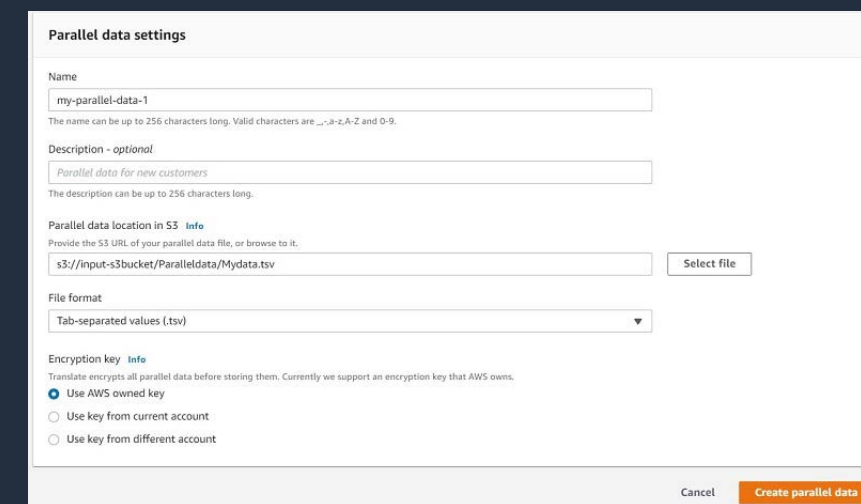 Parallel data settings
Name
my-parallel-data-1
The name can be up to 256 characters long. Valid characters are _,-,a-z,A-Z and 0-9.
Description - optional
Parallel data for new customers
The description can be up to 256 characters long.
Parallel data location in S3 Info
Provide the S3 URL of your parallel data file, or browse to it.
s3://input-s3bucket/Paralleldata/Mydata.tsv
Select file
File format
Tab-separated values (.tsv)
Encryption key Info
Translate encrypts all parallel data before storing them. Currently we support an encryption key that AWS owns.
Use AWS owned key
Use key from current account
Use key from different account
Cancel Create parallel data